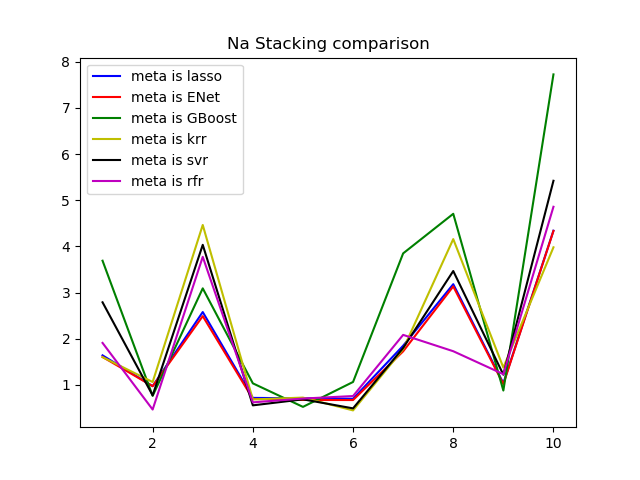 Na Stacking comparison
8
7
6
5
4
3
2
1
meta is lasso
meta is ENet
meta is GBoost
meta is krr
meta is svr
meta is rfr
2 4 6 8 10